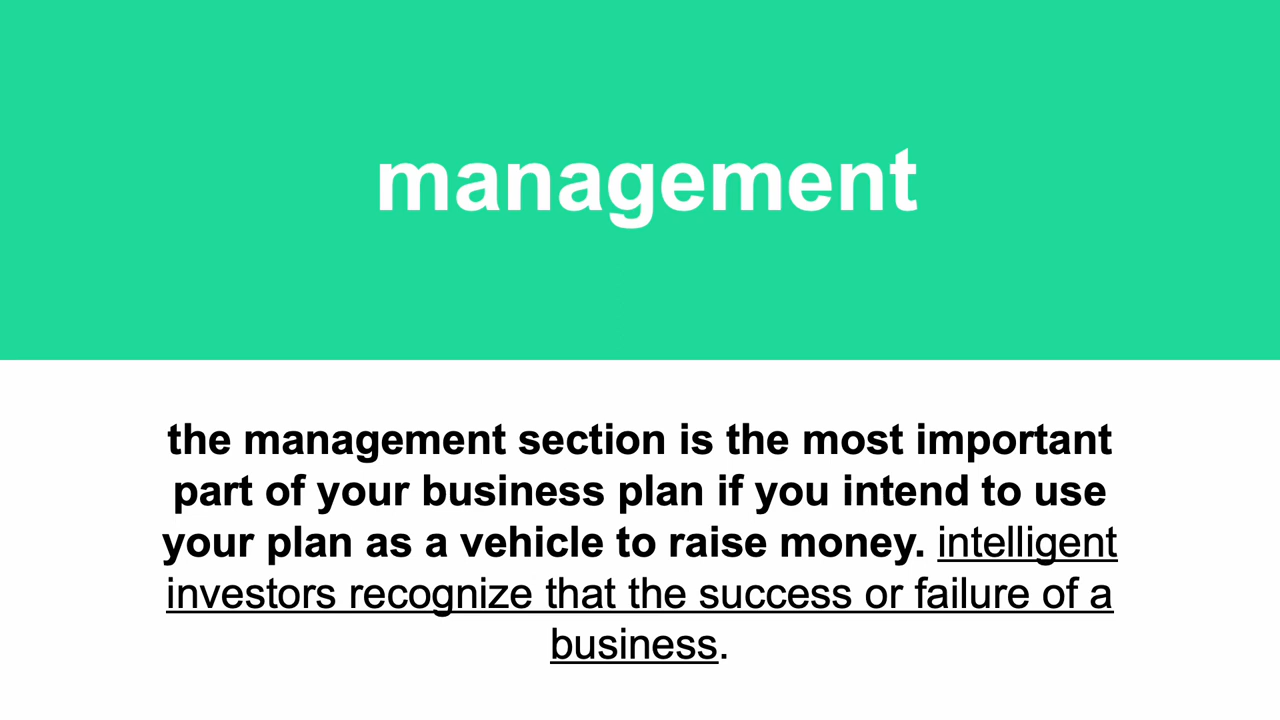 management
the management section is the most important
part of your business plan if you intend to use
your plan as a vehicle to raise money. intelligent
investors recognize that the success or failure of a
business.